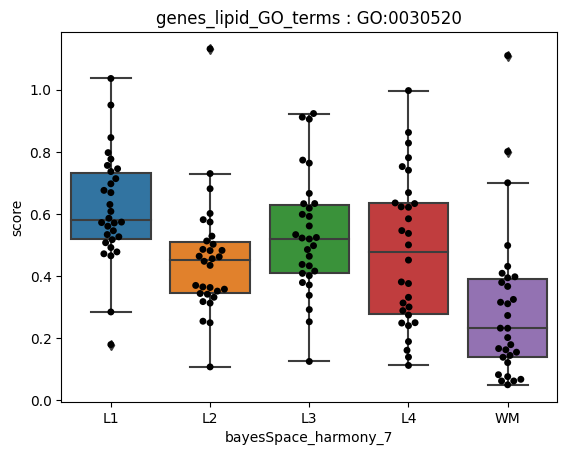 genes_lipid_GO_terms : GO:0030520
score
1.0
0.8
0.6
0.4
0.2
0.0
L1 L2 L3 L4 WM
bayesSpace_harmony_7